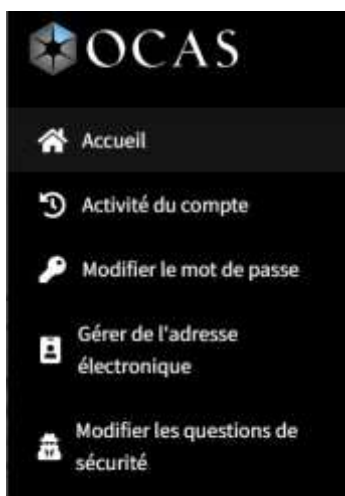 OCAS
Accueil
Activité du compte
Modifier le mot de passe
Gérer de l'adresse
électronique
Modifier les questions de
sécurité